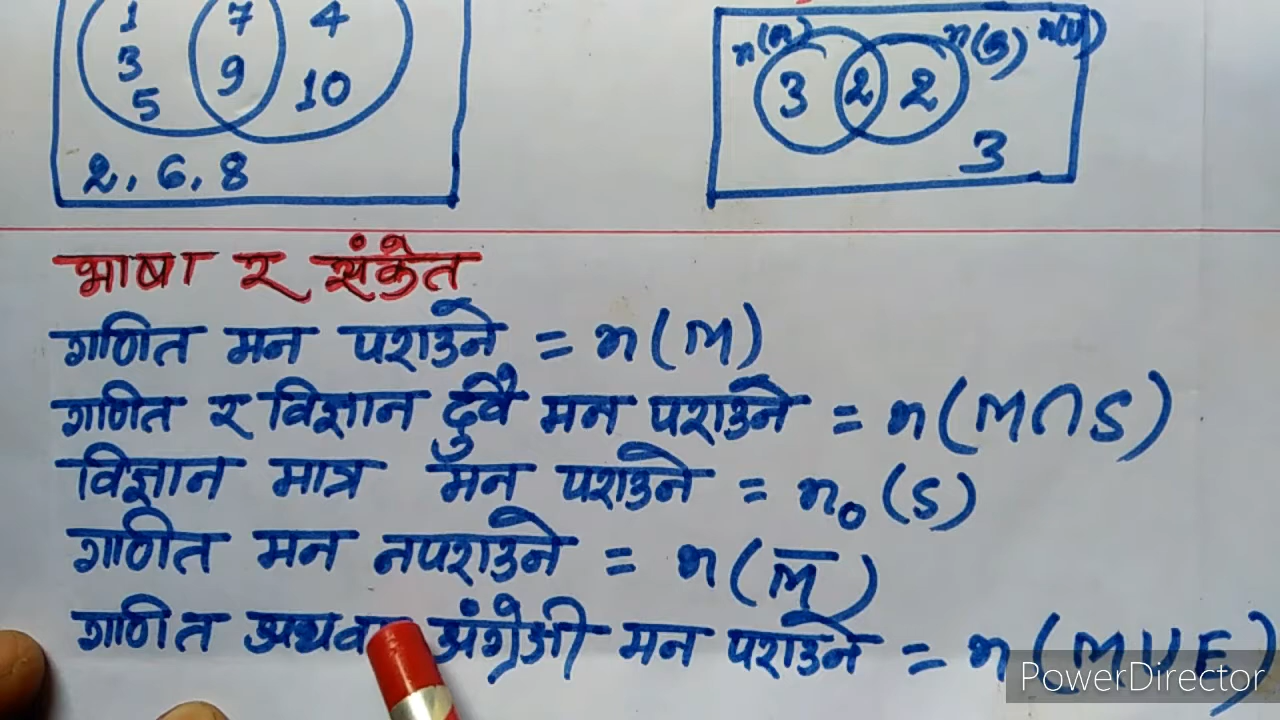 1 7 4
3 9 10
5
2, 6, 8
n(A) n(B) n(U)
3 2 2
3
भाषा र संकेत
गणित मन पराउने = n(M)
गणित र विज्ञान दुवै मन पराउने = n(M∩S)
विज्ञान मात्र मन पराउने = n₀(S)
गणित मन नपराउने = n(M̅)
गणित अथवा अंग्रेजी मन पराउने = n(M∪E)
PowerDirector